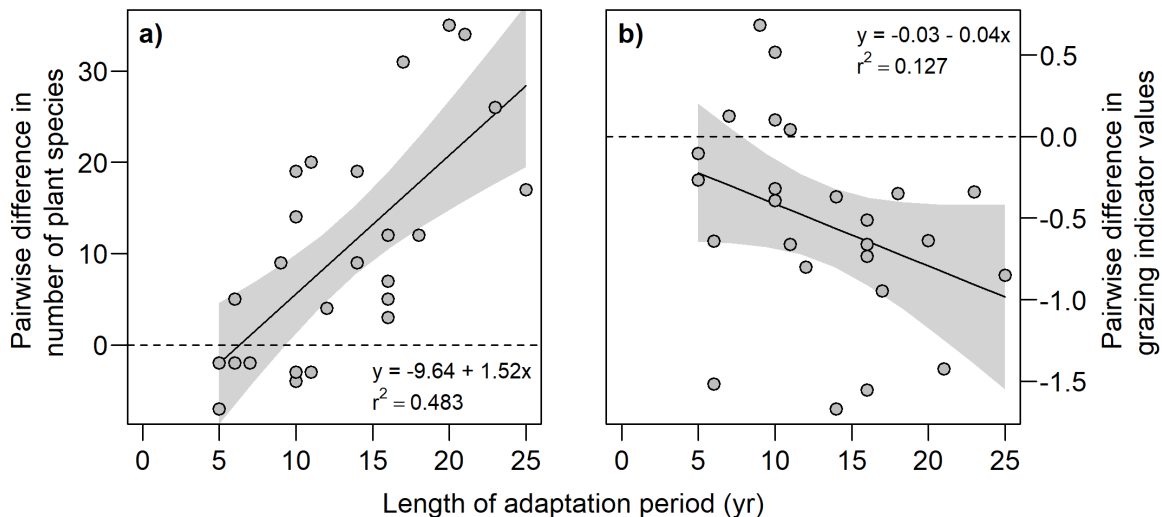 a)
Pairwise difference in
number of plant species
30
20
10
0
y = -9.64 + 1.52x
r² = 0.483
0 5 10 15 20 25
b)
y = -0.03 - 0.04x
r² = 0.127
0.5
0.0
-0.5
-1.0
-1.5
Pairwise difference in
grazing indicator values
0 5 10 15 20 25
Length of adaptation period (yr)